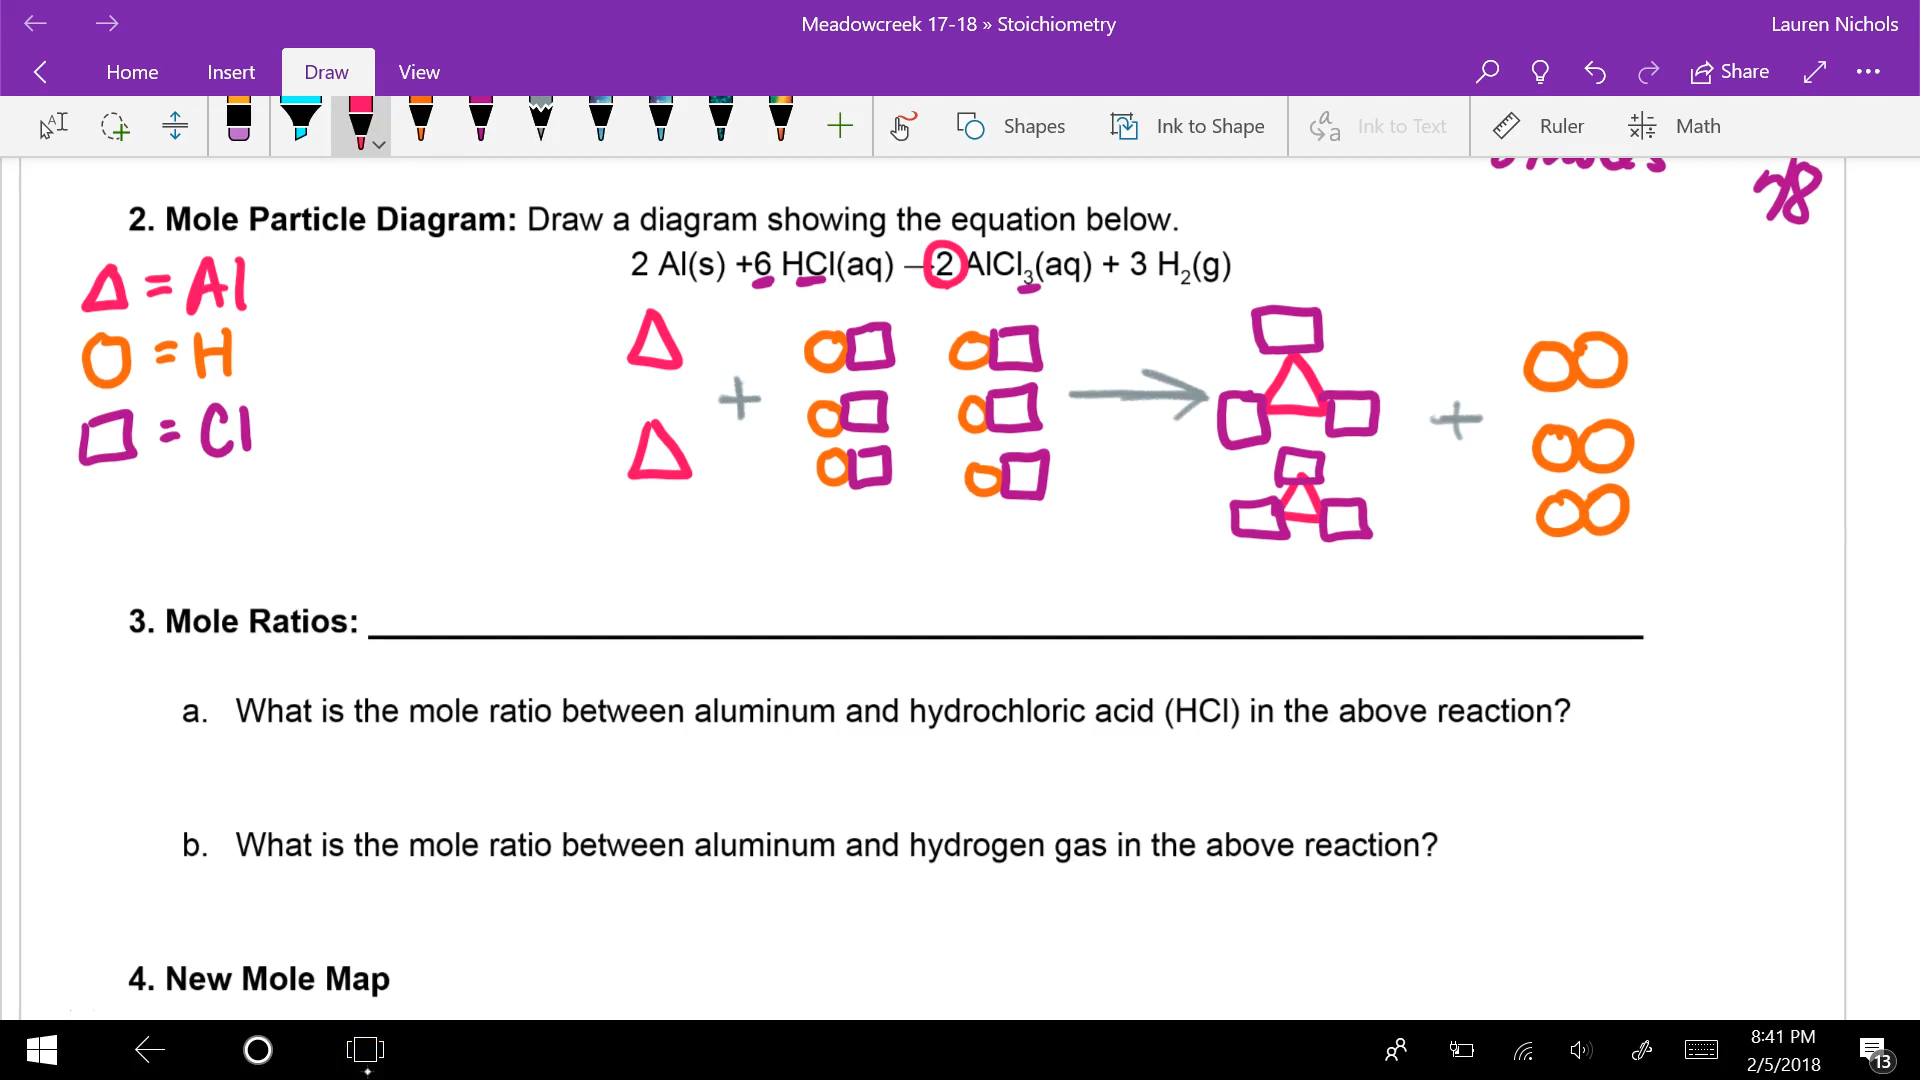 Meadowcreek 17-18 » Stoichiometry
Lauren Nichols
Home Insert Draw View
Share
Shapes
Ink to Shape
Ink to Text
Ruler
Math
2. Mole Particle Diagram: Draw a diagram showing the equation below.
2 Al(s) +6 HCl(aq) → 2 AlCl₃(aq) + 3 H₂(g)
Δ = Al
O = H
□ = Cl
+ → +
3. Mole Ratios:
a. What is the mole ratio between aluminum and hydrochloric acid (HCl) in the above reaction?
b. What is the mole ratio between aluminum and hydrogen gas in the above reaction?
4. New Mole Map
8:41 PM
2/5/2018
13